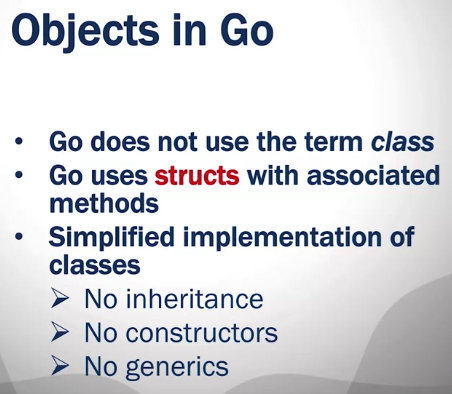 Objects in Go
• Go does not use the term class
• Go uses structs with associated
methods
• Simplified implementation of
classes
➢ No inheritance
➢ No constructors
➢ No generics